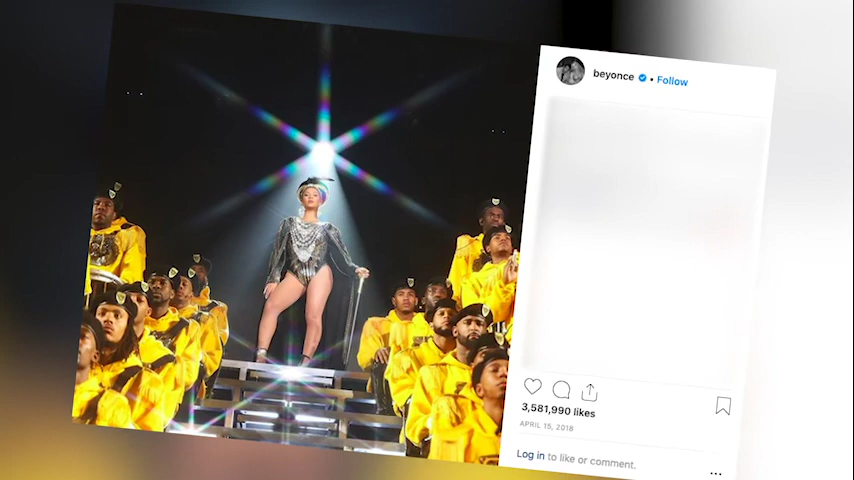 beyonce • Follow
3,581,990 likes
APRIL 15, 2018
Log in to like or comment.